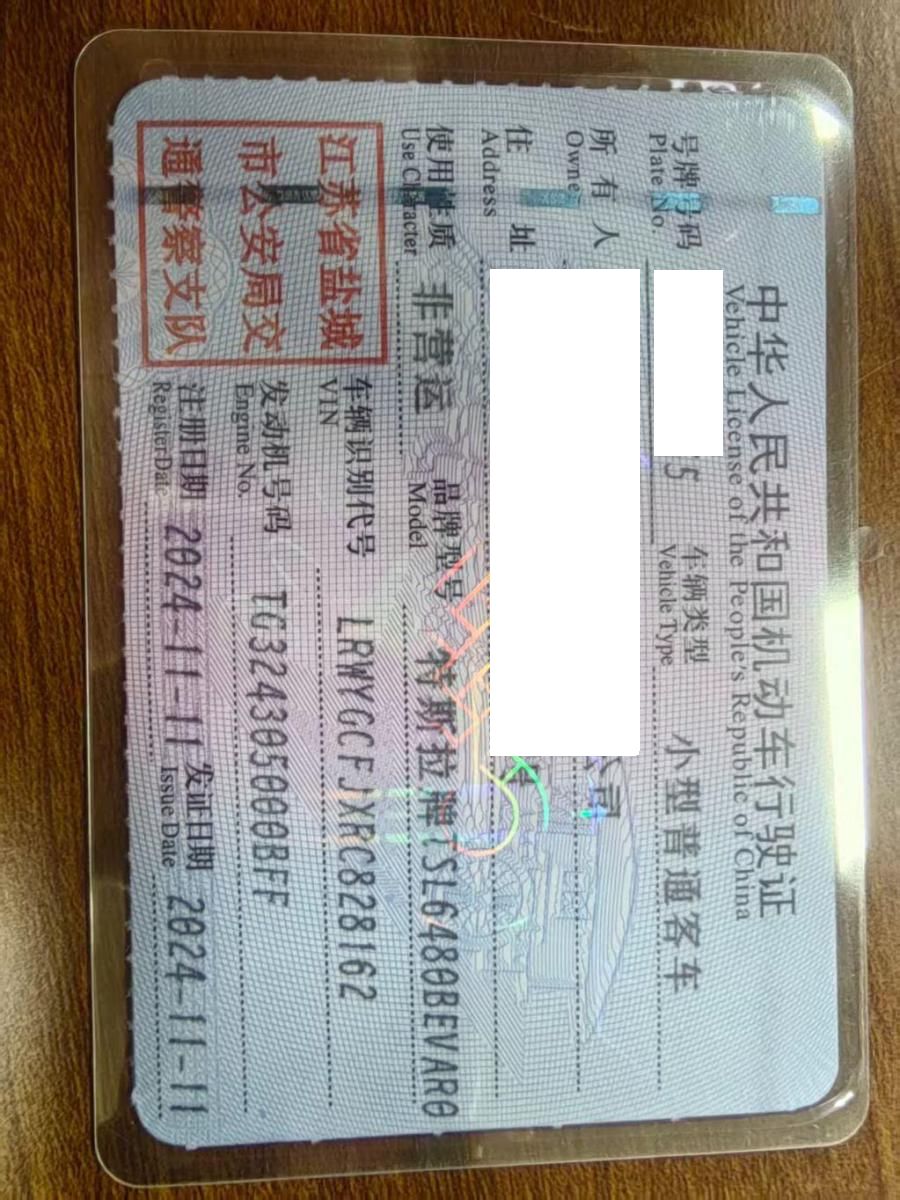 中华人民共和国机动车行驶证
Vehicle License of the People's Republic of China
号牌号码
Plate No.
5
车辆类型
Vehicle Type
小型普通客车
所有人
Owner
公司
住址
Address
使用性质
Use Character
非营运
品牌型号
Model
特斯拉牌TSL6480BEVAR0
江苏省盐城
市公安局交
通警察支队
车辆识别代号
VIN
LRWYGCFJXRC828162
发动机号码
Engine No.
TG324305000BFF
注册日期
Register Date
2024-11-11
发证日期
Issue Date
2024-11-11